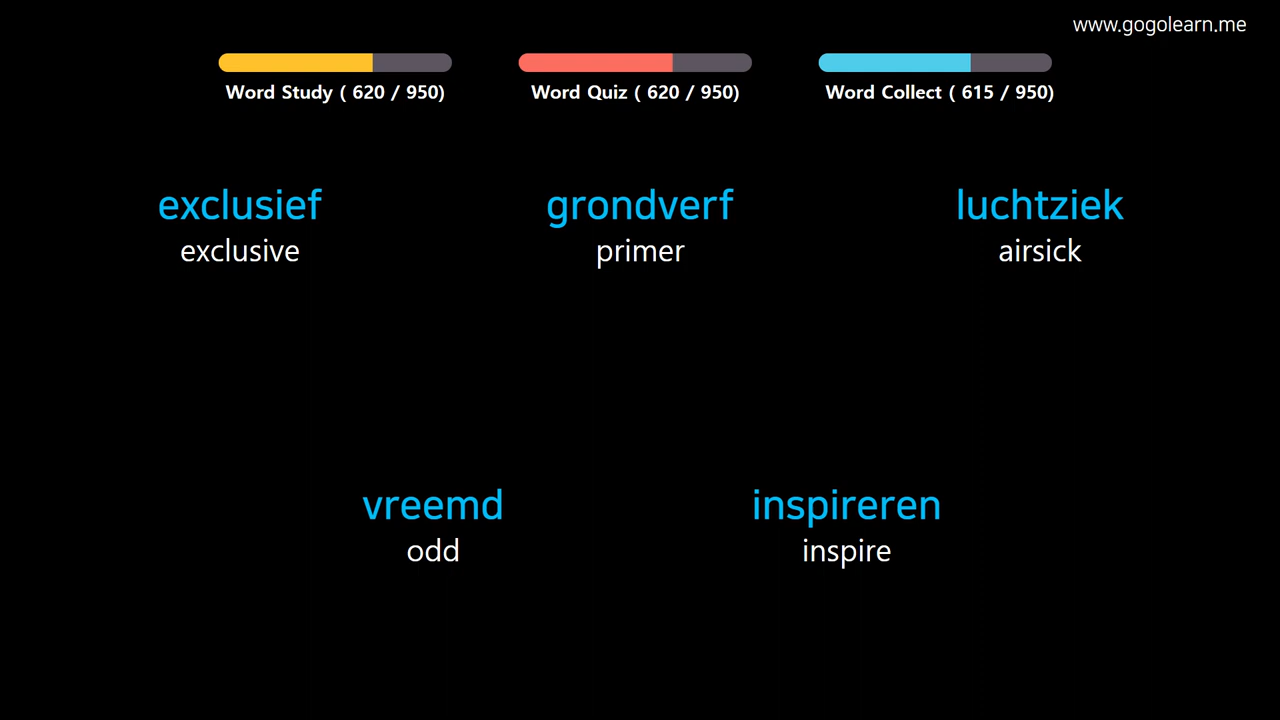 www.gogolearn.me
Word Study ( 620 / 950)
Word Quiz ( 620 / 950)
Word Collect ( 615 / 950)
exclusief
exclusive
grondverf
primer
luchtziek
airsick
vreemd
odd
inspireren
inspire